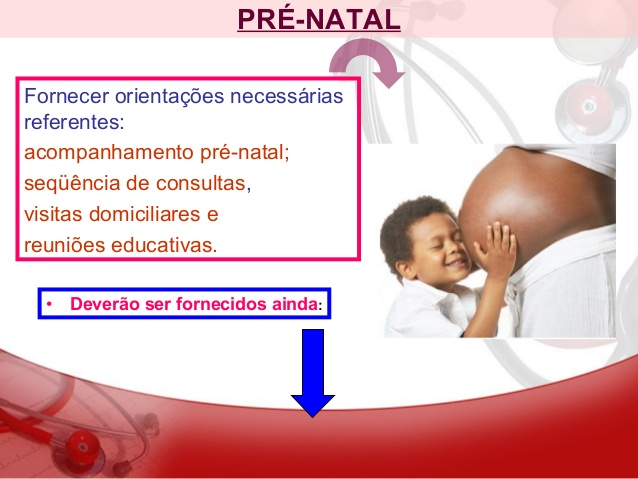 PRÉ-NATAL
Fornecer orientações necessárias
referentes:
acompanhamento pré-natal;
seqüência de consultas,
visitas domiciliares e
reuniões educativas.
• Deverão ser fornecidos ainda: